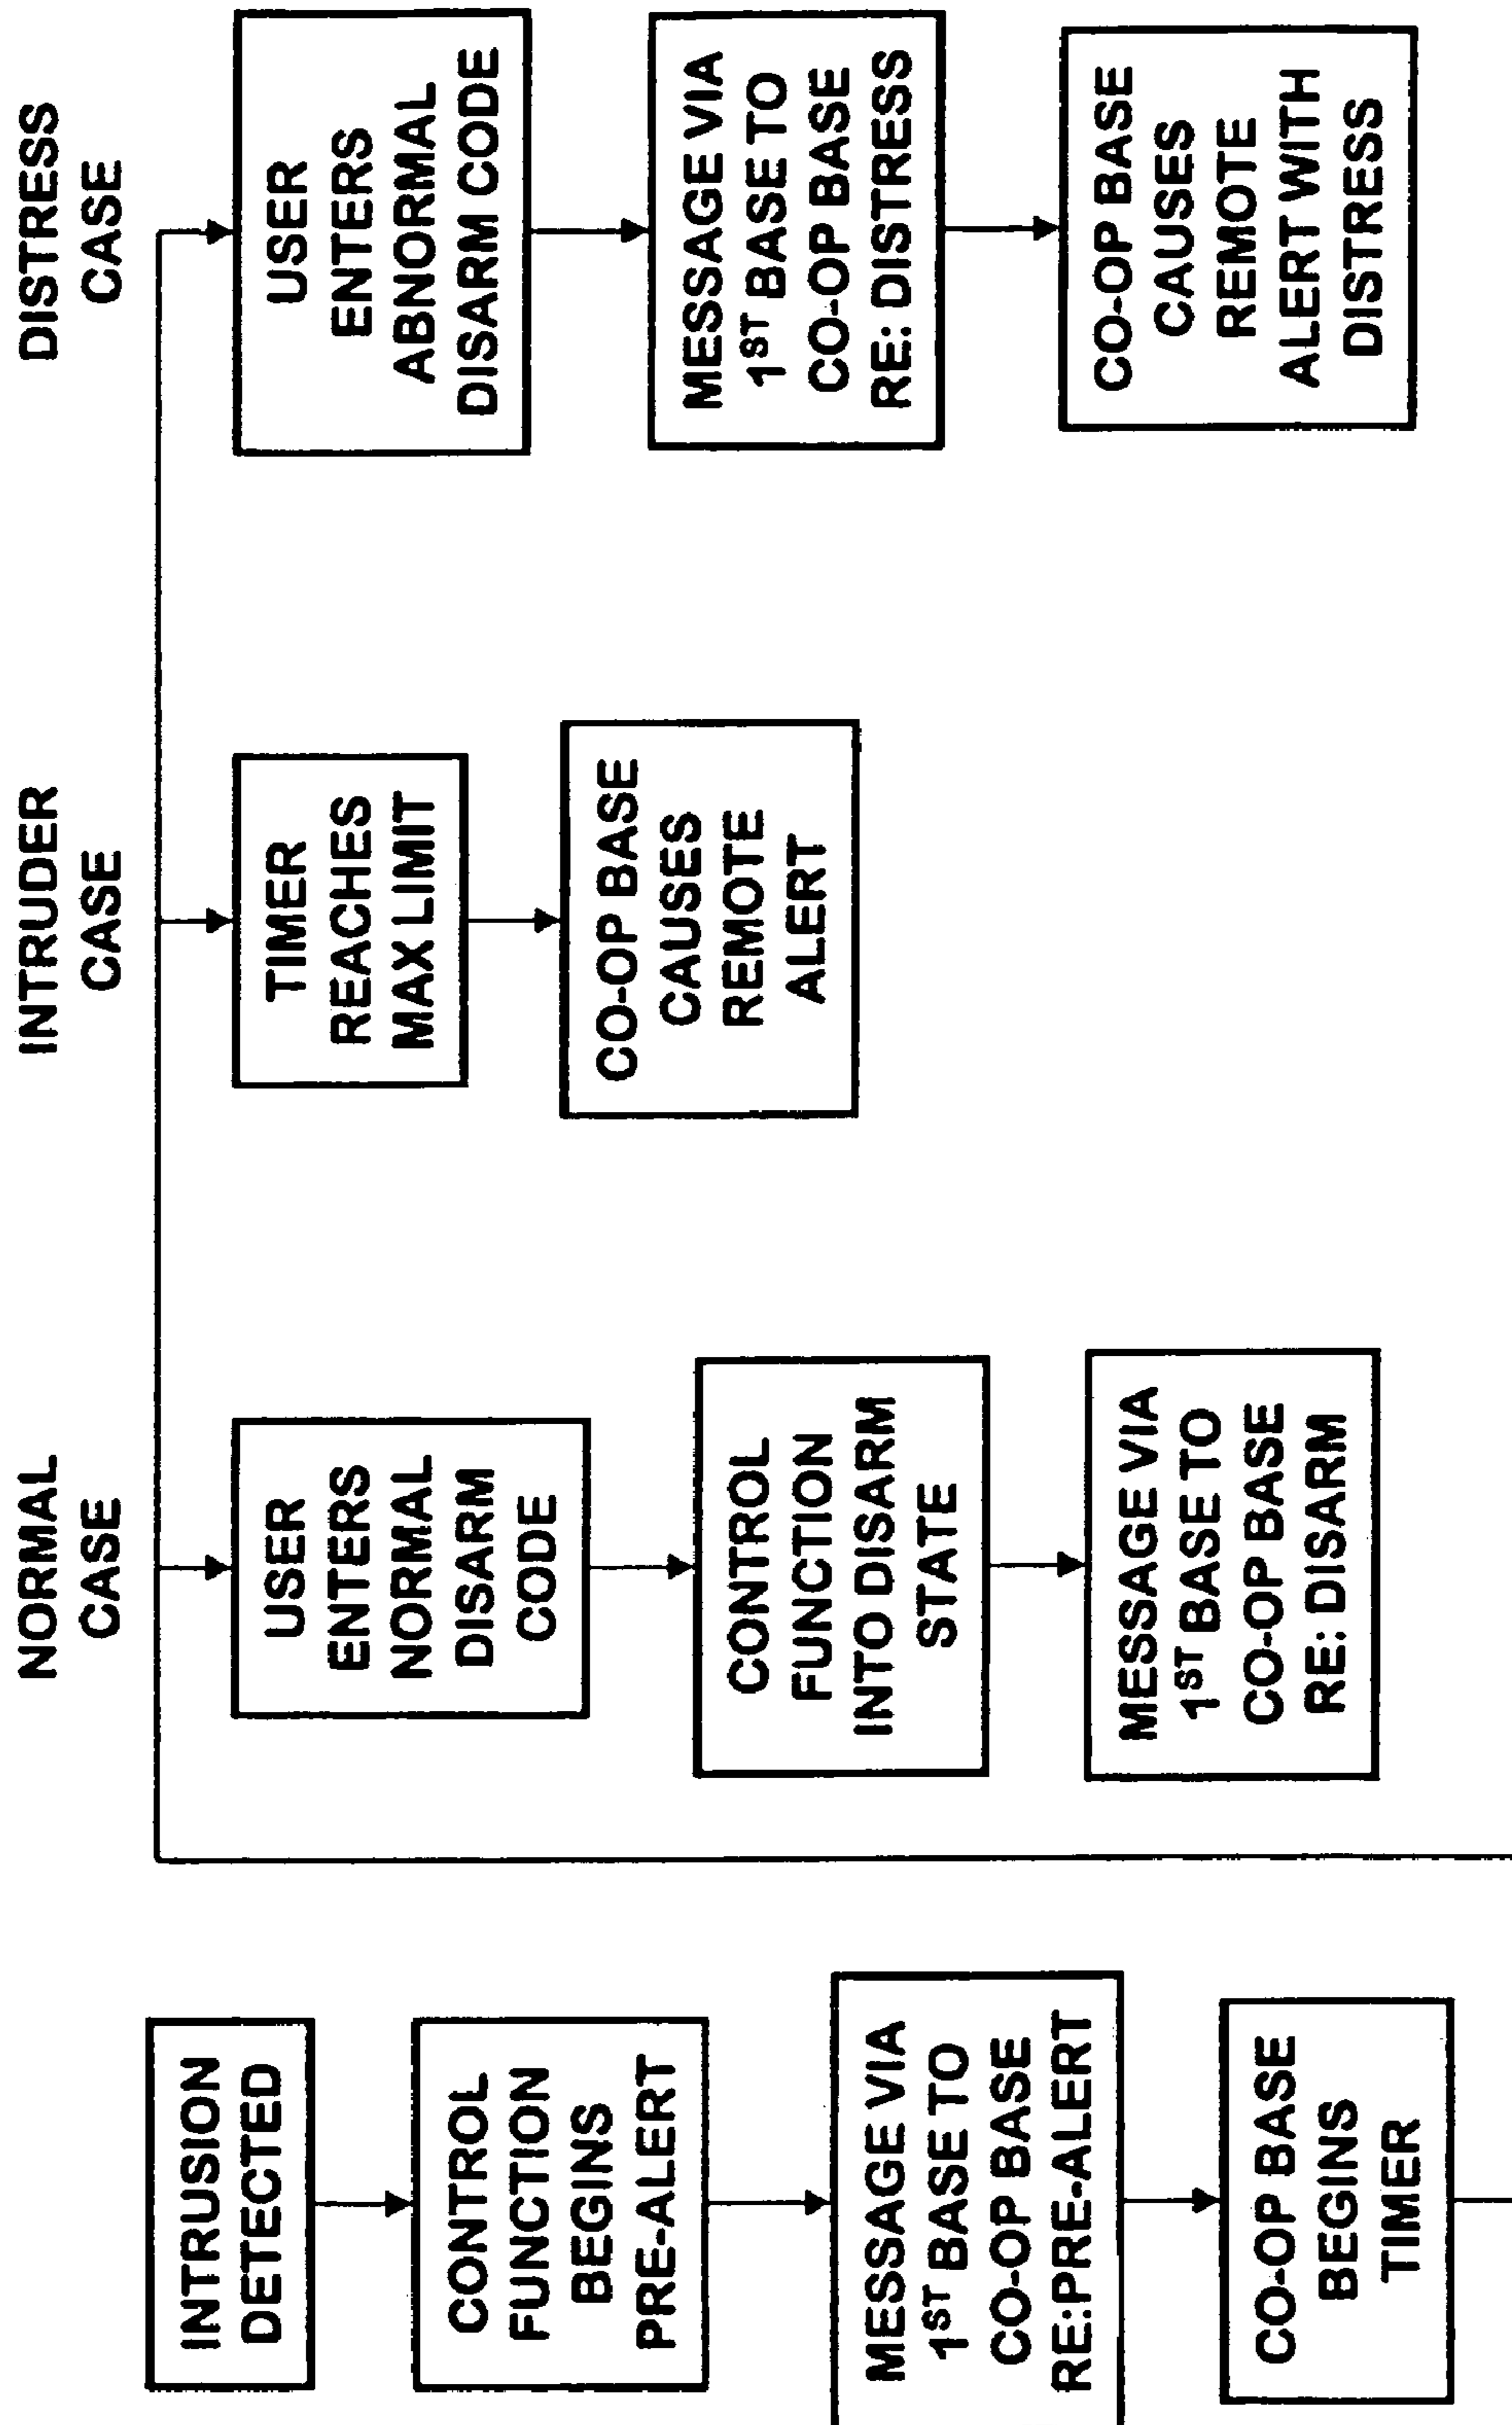 INTRUSION
DETECTED
CONTROL
FUNCTION
BEGINS
PRE-ALERT
MESSAGE VIA
1ST BASE TO
CO-OP BASE
RE:PRE-ALERT
CO-OP BASE
BEGINS
TIMER
NORMAL
CASE
USER
ENTERS
NORMAL
DISARM
CODE
CONTROL
FUNCTION
INTO DISARM
STATE
MESSAGE VIA
1ST BASE TO
CO-OP BASE
RE: DISARM
INTRUDER
CASE
TIMER
REACHES
MAX LIMIT
CO-OP BASE
CAUSES
REMOTE
ALERT
DISTRESS
CASE
USER
ENTERS
ABNORMAL
DISARM CODE
MESSAGE VIA
1ST BASE TO
CO-OP BASE
RE: DISTRESS
CO-OP BASE
CAUSES
REMOTE
ALERT WITH
DISTRESS